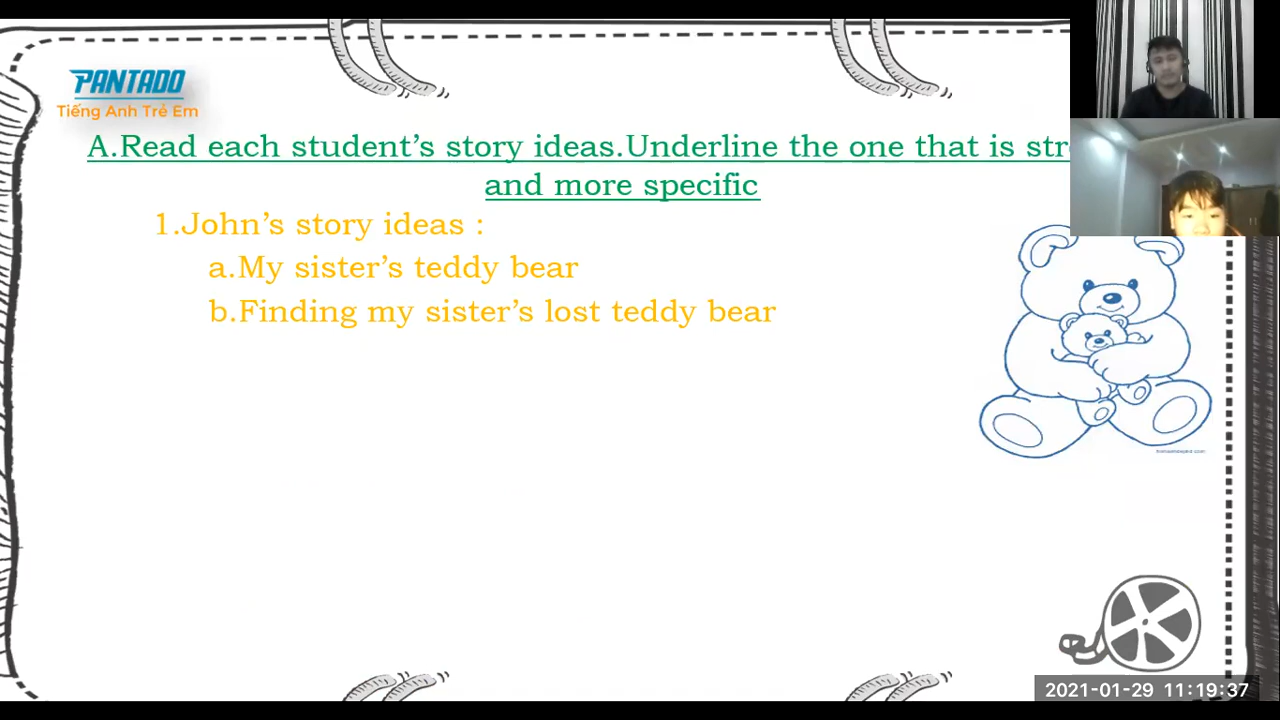 PANTADO
Tiếng Anh Trẻ Em
A.Read each student's story ideas.Underline the one that is
and more specific
1.John's story ideas :
a.My sister's teddy bear
b.Finding my sister's lost teddy bear
2021-01-29 11:19:37